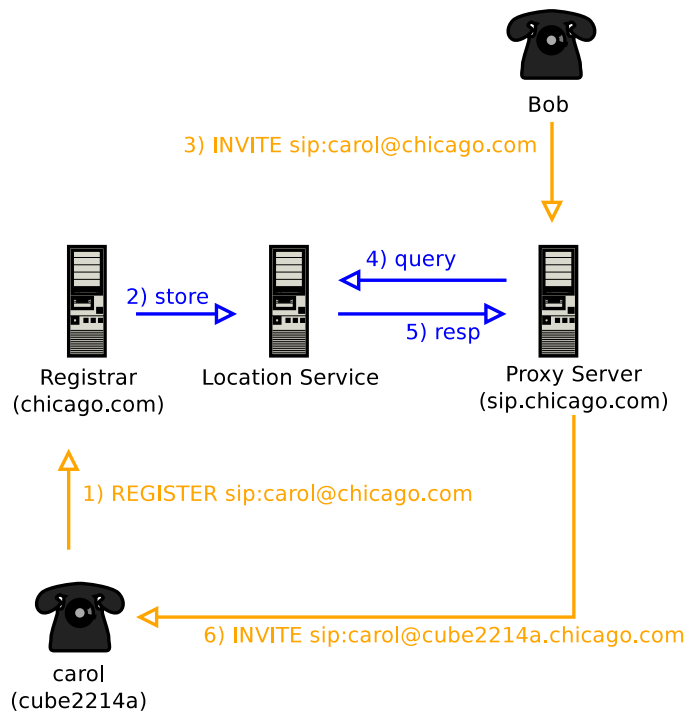 Bob
3) INVITE sip:carol@chicago.com
4) query
2) store
5) resp
Registrar
(chicago.com)
Location Service
Proxy Server
(sip.chicago.com)
1) REGISTER sip:carol@chicago.com
6) INVITE sip:carol@cube2214a.chicago.com
carol
(cube2214a)